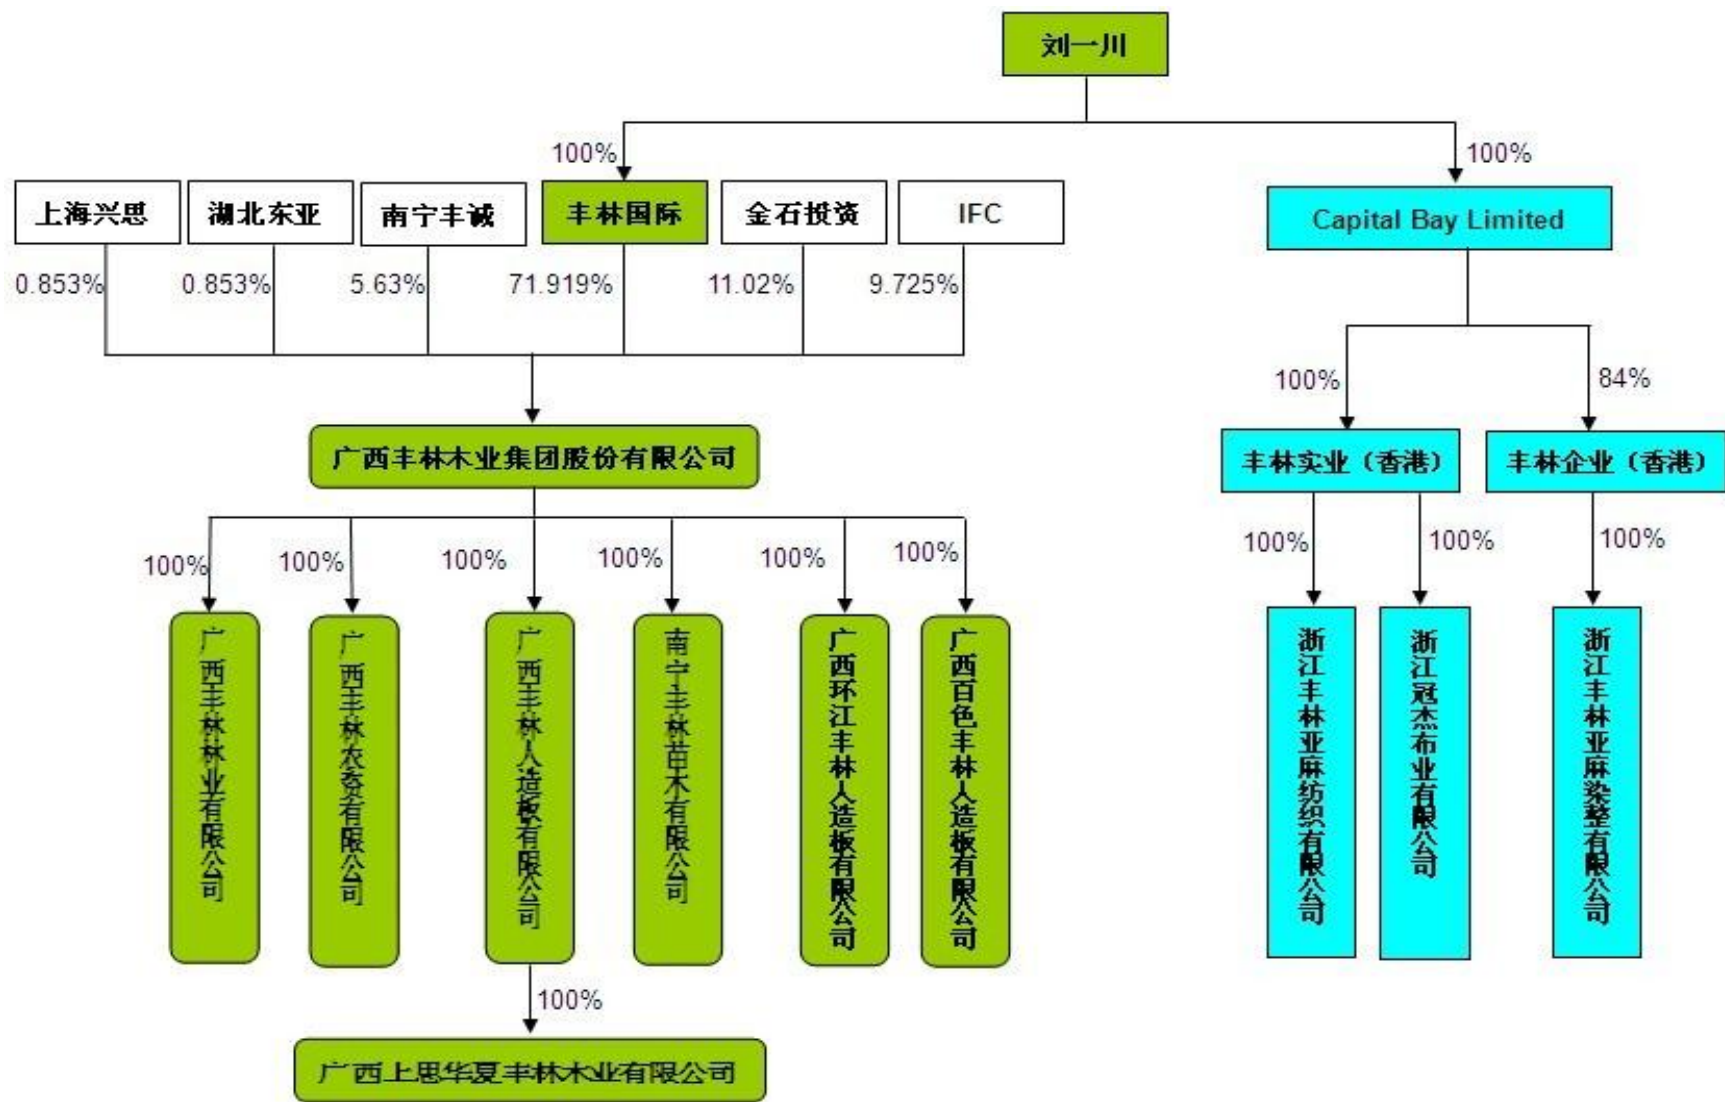 刘一川
100%
100%
上海兴思
湖北东亚
南宁丰诚
丰林国际
金石投资
IFC
Capital Bay Limited
0.853%
0.853%
5.63%
71.919%
11.02%
9.725%
100%
84%
广西丰林木业集团股份有限公司
丰林实业（香港）
丰林企业（香港）
100%
100%
100%
100%
100%
100%
100%
100%
100%
广西丰林林业有限公司
广西丰林农资有限公司
广西丰林人造板有限公司
南宁丰林苗木有限公司
广西环江丰林人造板有限公司
广西百色丰林人造板有限公司
浙江丰林亚麻纺织有限公司
浙江冠杰布业有限公司
浙江丰林亚麻染整有限公司
100%
广西上思华夏丰林木业有限公司